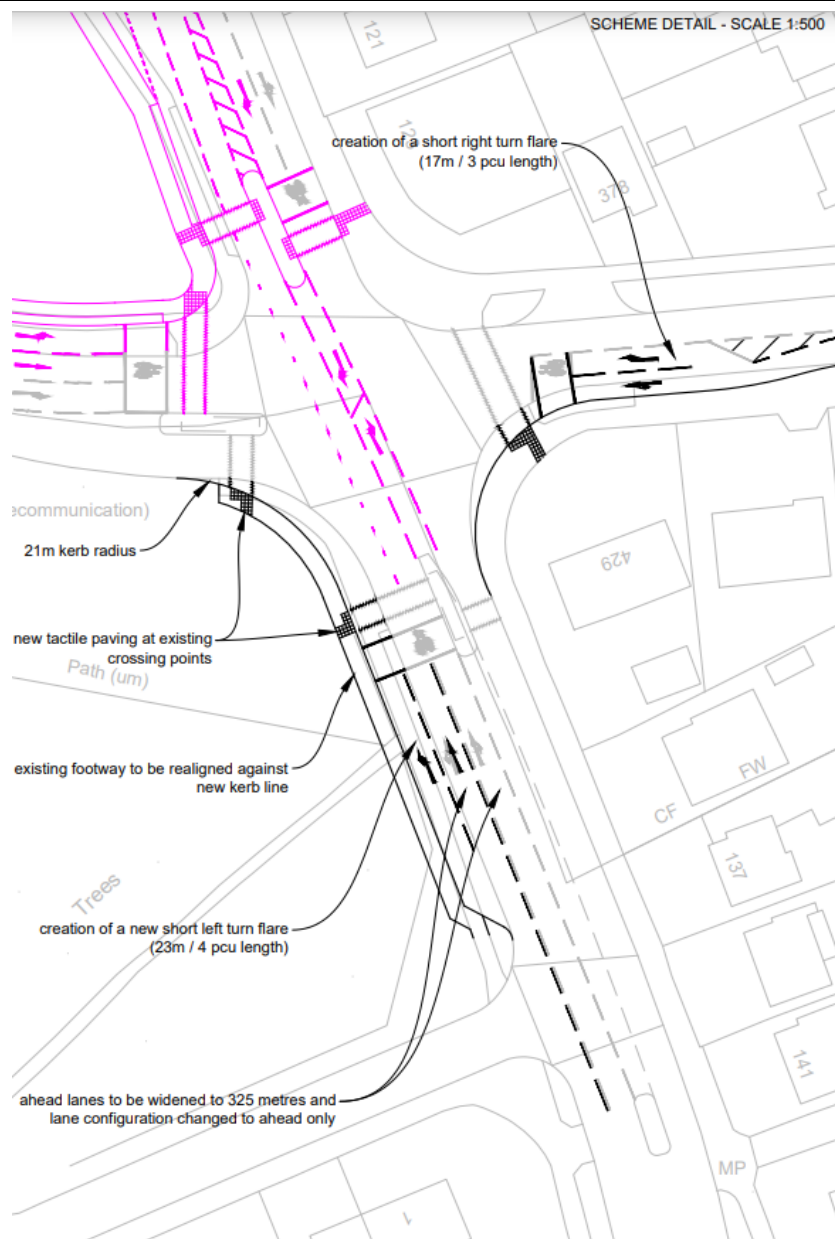 SCHEME DETAIL - SCALE 1:500
121
creation of a short right turn flare
(17m / 3 pcu length)
378
ecommunication)
21m kerb radius
429
new tactile paving at existing
crossing points
Path (um)
existing footway to be realigned against
new kerb line
FW
CF
137
Trees
creation of a new short left turn flare
(23m / 4 pcu length)
141
ahead lanes to be widened to 325 metres and
lane configuration changed to ahead only
MP
1